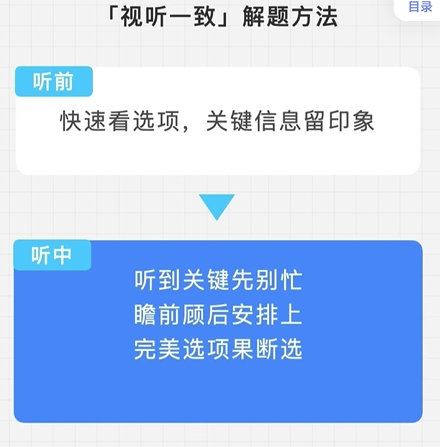 「视听一致」解题方法
目录
听前
快速看选项，关键信息留印象
听中
听到关键先别忙
瞻前顾后安排上
完美选项果断选